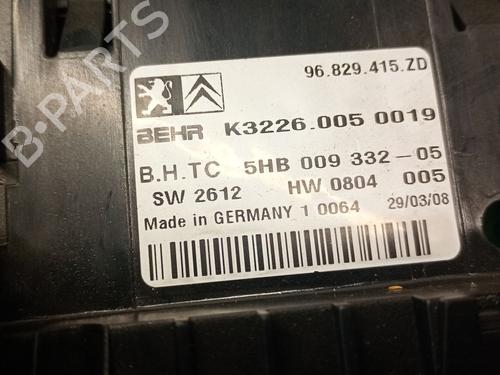 96.829.415.ZD
BEHR K3226.005 0019
B.H.TC 5HB 009 332-05
SW 2612 HW 0804 005
Made in GERMANY 1 0064 29/03/08
B-PARTS